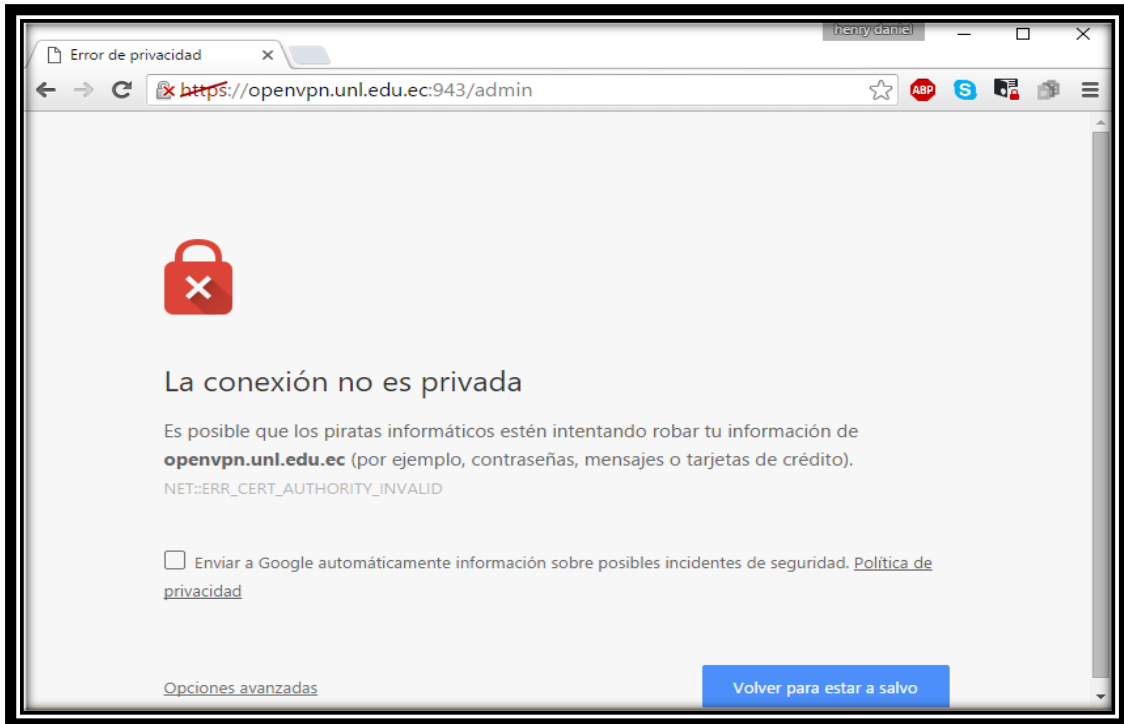 henry daniel
Error de privacidad
https://openvpn.unl.edu.ec:943/admin
ABP
S
La conexión no es privada
Es posible que los piratas informáticos estén intentando robar tu información de
openvpn.unl.edu.ec (por ejemplo, contraseñas, mensajes o tarjetas de crédito).
NET::ERR_CERT_AUTHORITY_INVALID
Enviar a Google automáticamente información sobre posibles incidentes de seguridad. Política de
privacidad
Opciones avanzadas
Volver para estar a salvo